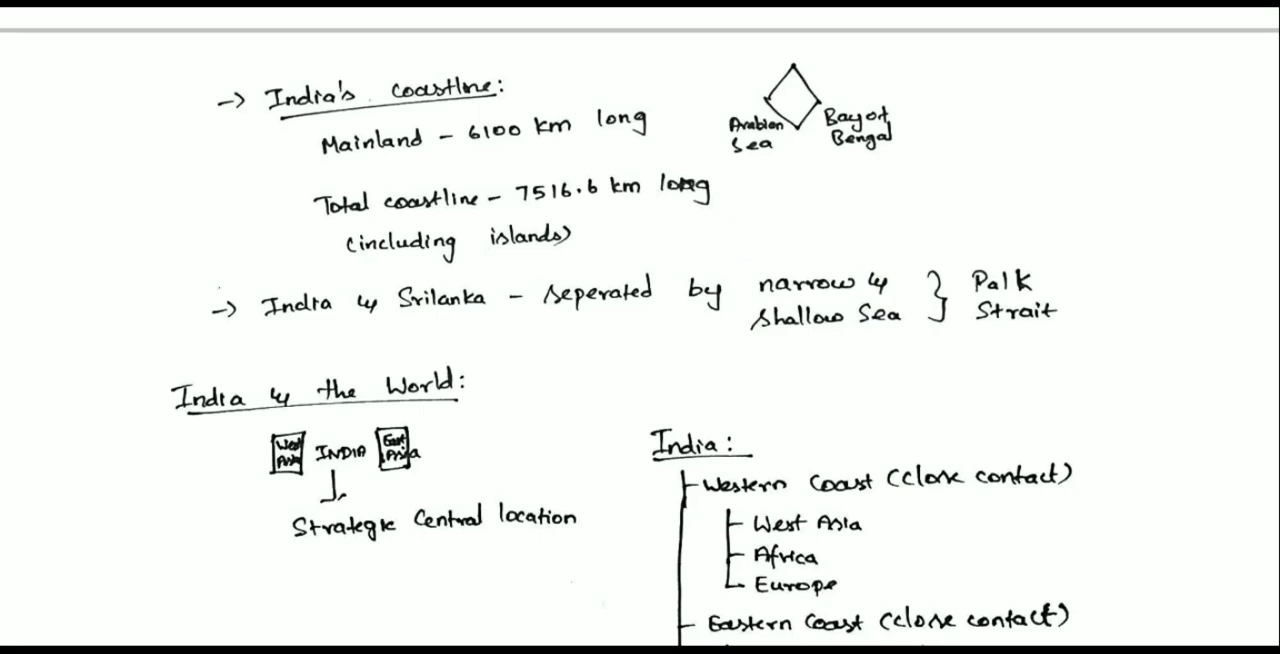 -> India's coastline:
Mainland - 6100 km long
Arabian
Sea
Bay of
Bengal
Total coastline - 7516.6 km long
(including islands)
-> India & Srilanka - seperated by narrow & } Palk
shallow sea Strait
India & the World:
West
Asia
INDIA
East
Asia
Strategic Central location
India:
Western Coast (close contact)
West Asia
Africa
Europe
Eastern Coast (close contact)